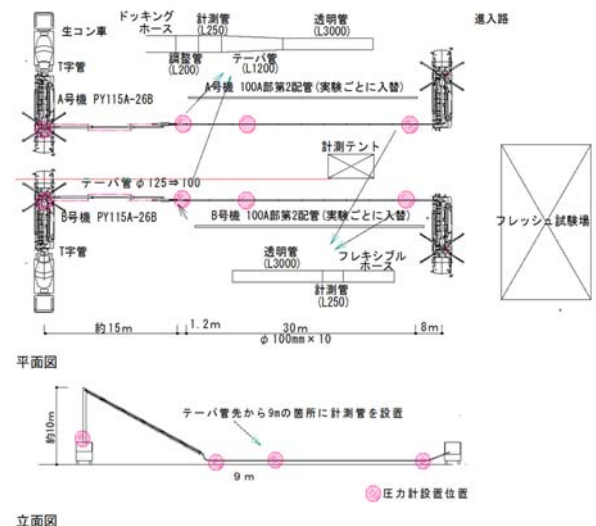 ドッキング
ホース
計測管
(L250)
透明管
(L3000)
進入路
生コン車
調整管
(L200)
テーパ管
(L1200)
T字管
A号機 PY115A-26B
A号機 100A部第2配管(実験ごとに入替)
計測テント
テーパ管 φ125⇒100
B号機 PY115A-26B
B号機 100A部第2配管(実験ごとに入替)
フレッシュ試験場
T字管
透明管
(L3000)
フレキシブル
ホース
計測管
(L250)
約15m
1.2m
30m
8m
φ100mm×10
平面図
約10m
テーパ管先から9mの箇所に計測管を設置
9 m
圧力計設置位置
立面図